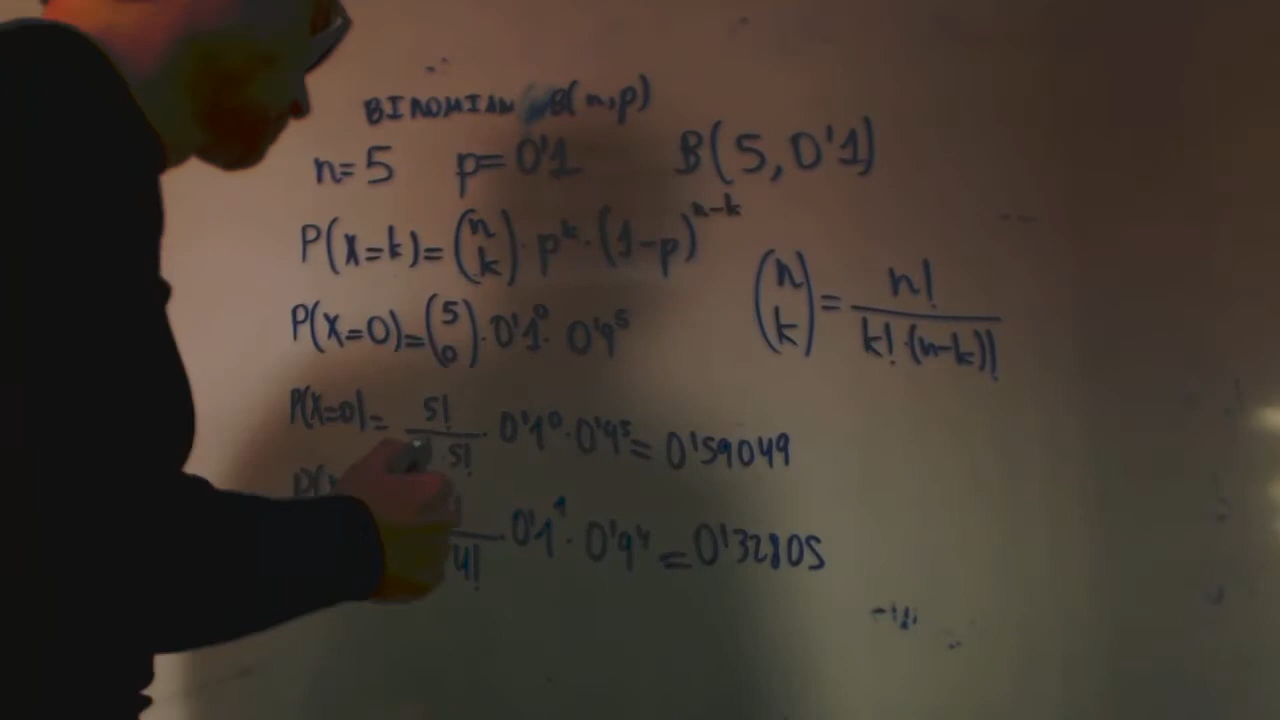 BINOMIAN B(n,p)
n=5 p=0'1 B(5,0'1)
P(x=k)=(n k)·p^k·(1-p)^n-k
(n k)=n!/k!·(n-k)!
P(x=0)=(5 0)·0'1^0·0'9^5
P(x=0)=5!/5!·0'1^0·0'9^5=0'59049
P(
4!·0'1^1·0'9^4=0'32805